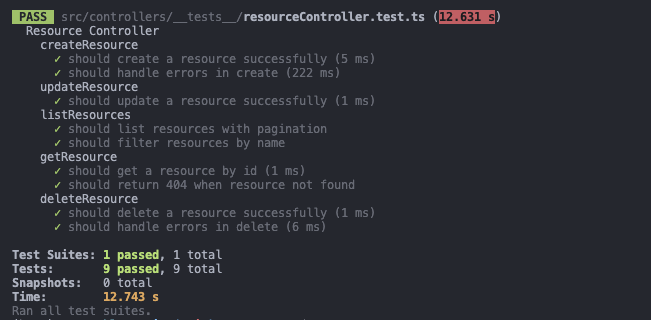 PASS src/controllers/__tests__/resourceController.test.ts (12.631 s)
Resource Controller
createResource
✓ should create a resource successfully (5 ms)
✓ should handle errors in create (222 ms)
updateResource
✓ should update a resource successfully (1 ms)
listResources
✓ should list resources with pagination
✓ should filter resources by name
getResource
✓ should get a resource by id (1 ms)
✓ should return 404 when resource not found
deleteResource
✓ should delete a resource successfully (1 ms)
✓ should handle errors in delete (6 ms)
Test Suites: 1 passed, 1 total
Tests: 9 passed, 9 total
Snapshots: 0 total
Time: 12.743 s
Ran all test suites.